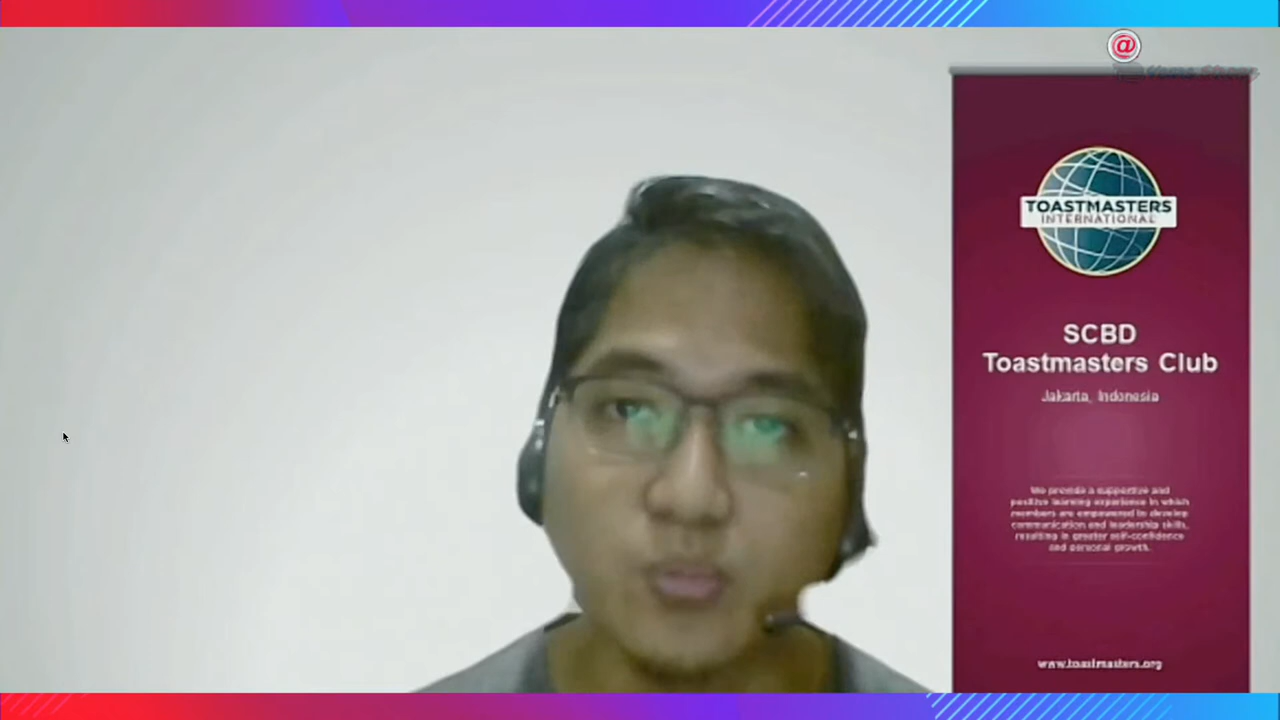 @
TOASTMASTERS
INTERNATIONAL
SCBD
Toastmasters Club
Jakarta, Indonesia
We provide a supportive and
positive learning experience in which
members are empowered to develop
communication and leadership skills,
resulting in greater self-confidence
and personal growth.
www.toastmasters.org